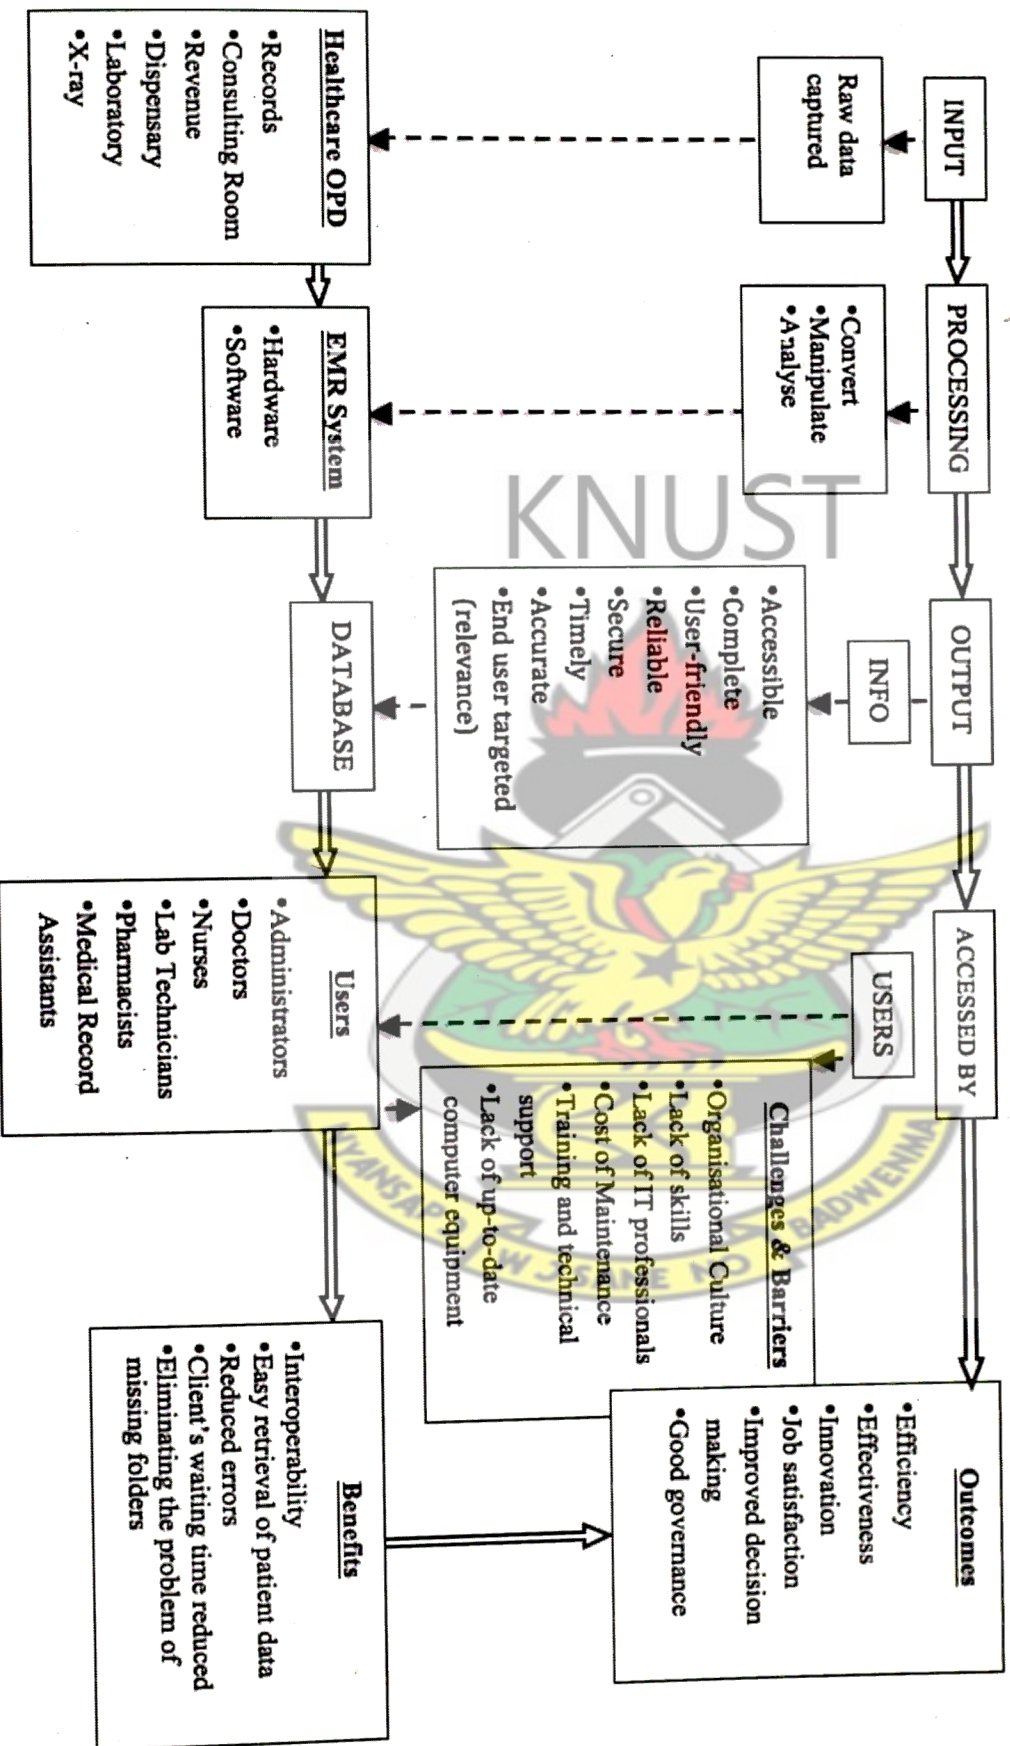 INPUT
PROCESSING
OUTPUT
ACCESSED BY
Raw data
captured
•Convert
•Manipulate
•Analyse
INFO
•Accessible
•Complete
•User-friendly
•Reliable
•Secure
•Timely
•Accurate
•End user targeted
(relevance)
USERS
Challenges & Barriers
•Organisational Culture
•Lack of skills
•Lack of IT professionals
•Cost of Maintenance
•Training and technical
support
•Lack of up-to-date
computer equipment
Outcomes
•Efficiency
•Effectiveness
•Innovation
•Job satisfaction
•Improved decision
making
•Good governance
Healthcare OPD
•Records
•Consulting Room
•Revenue
•Dispensary
•Laboratory
•X-ray
EMR System
•Hardware
•Software
DATABASE
Users
•Administrators
•Doctors
•Nurses
•Lab Technicians
•Pharmacists
•Medical Record
Assistants
Benefits
•Interoperability
•Easy retrieval of patient data
•Reduced errors
•Client's waiting time reduced
•Eliminating the problem of
missing folders
KNUST
W SANE NO BADWENMA